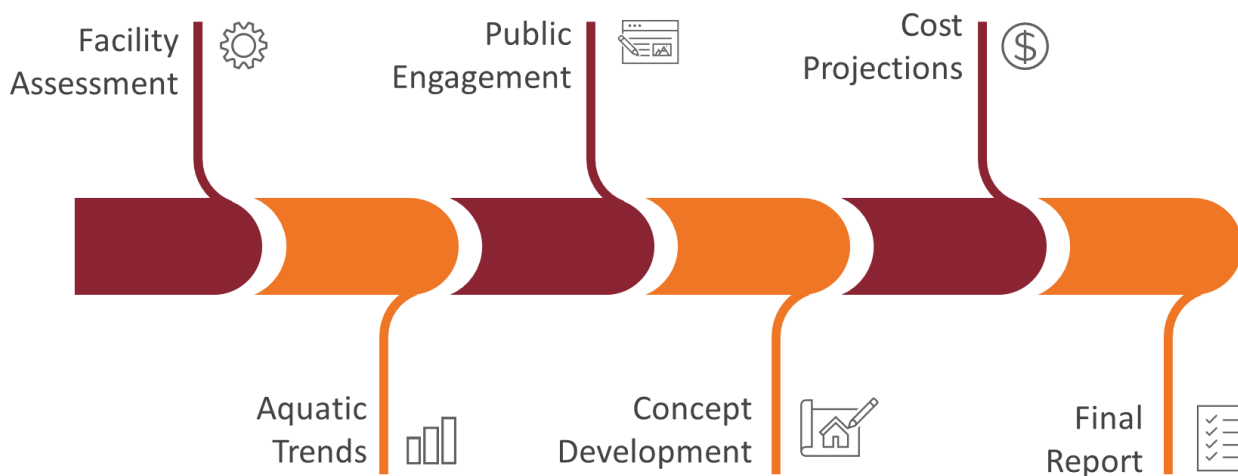 Facility
Assessment
Aquatic
Trends
Public
Engagement
Concept
Development
Cost
Projections
$
Final
Report